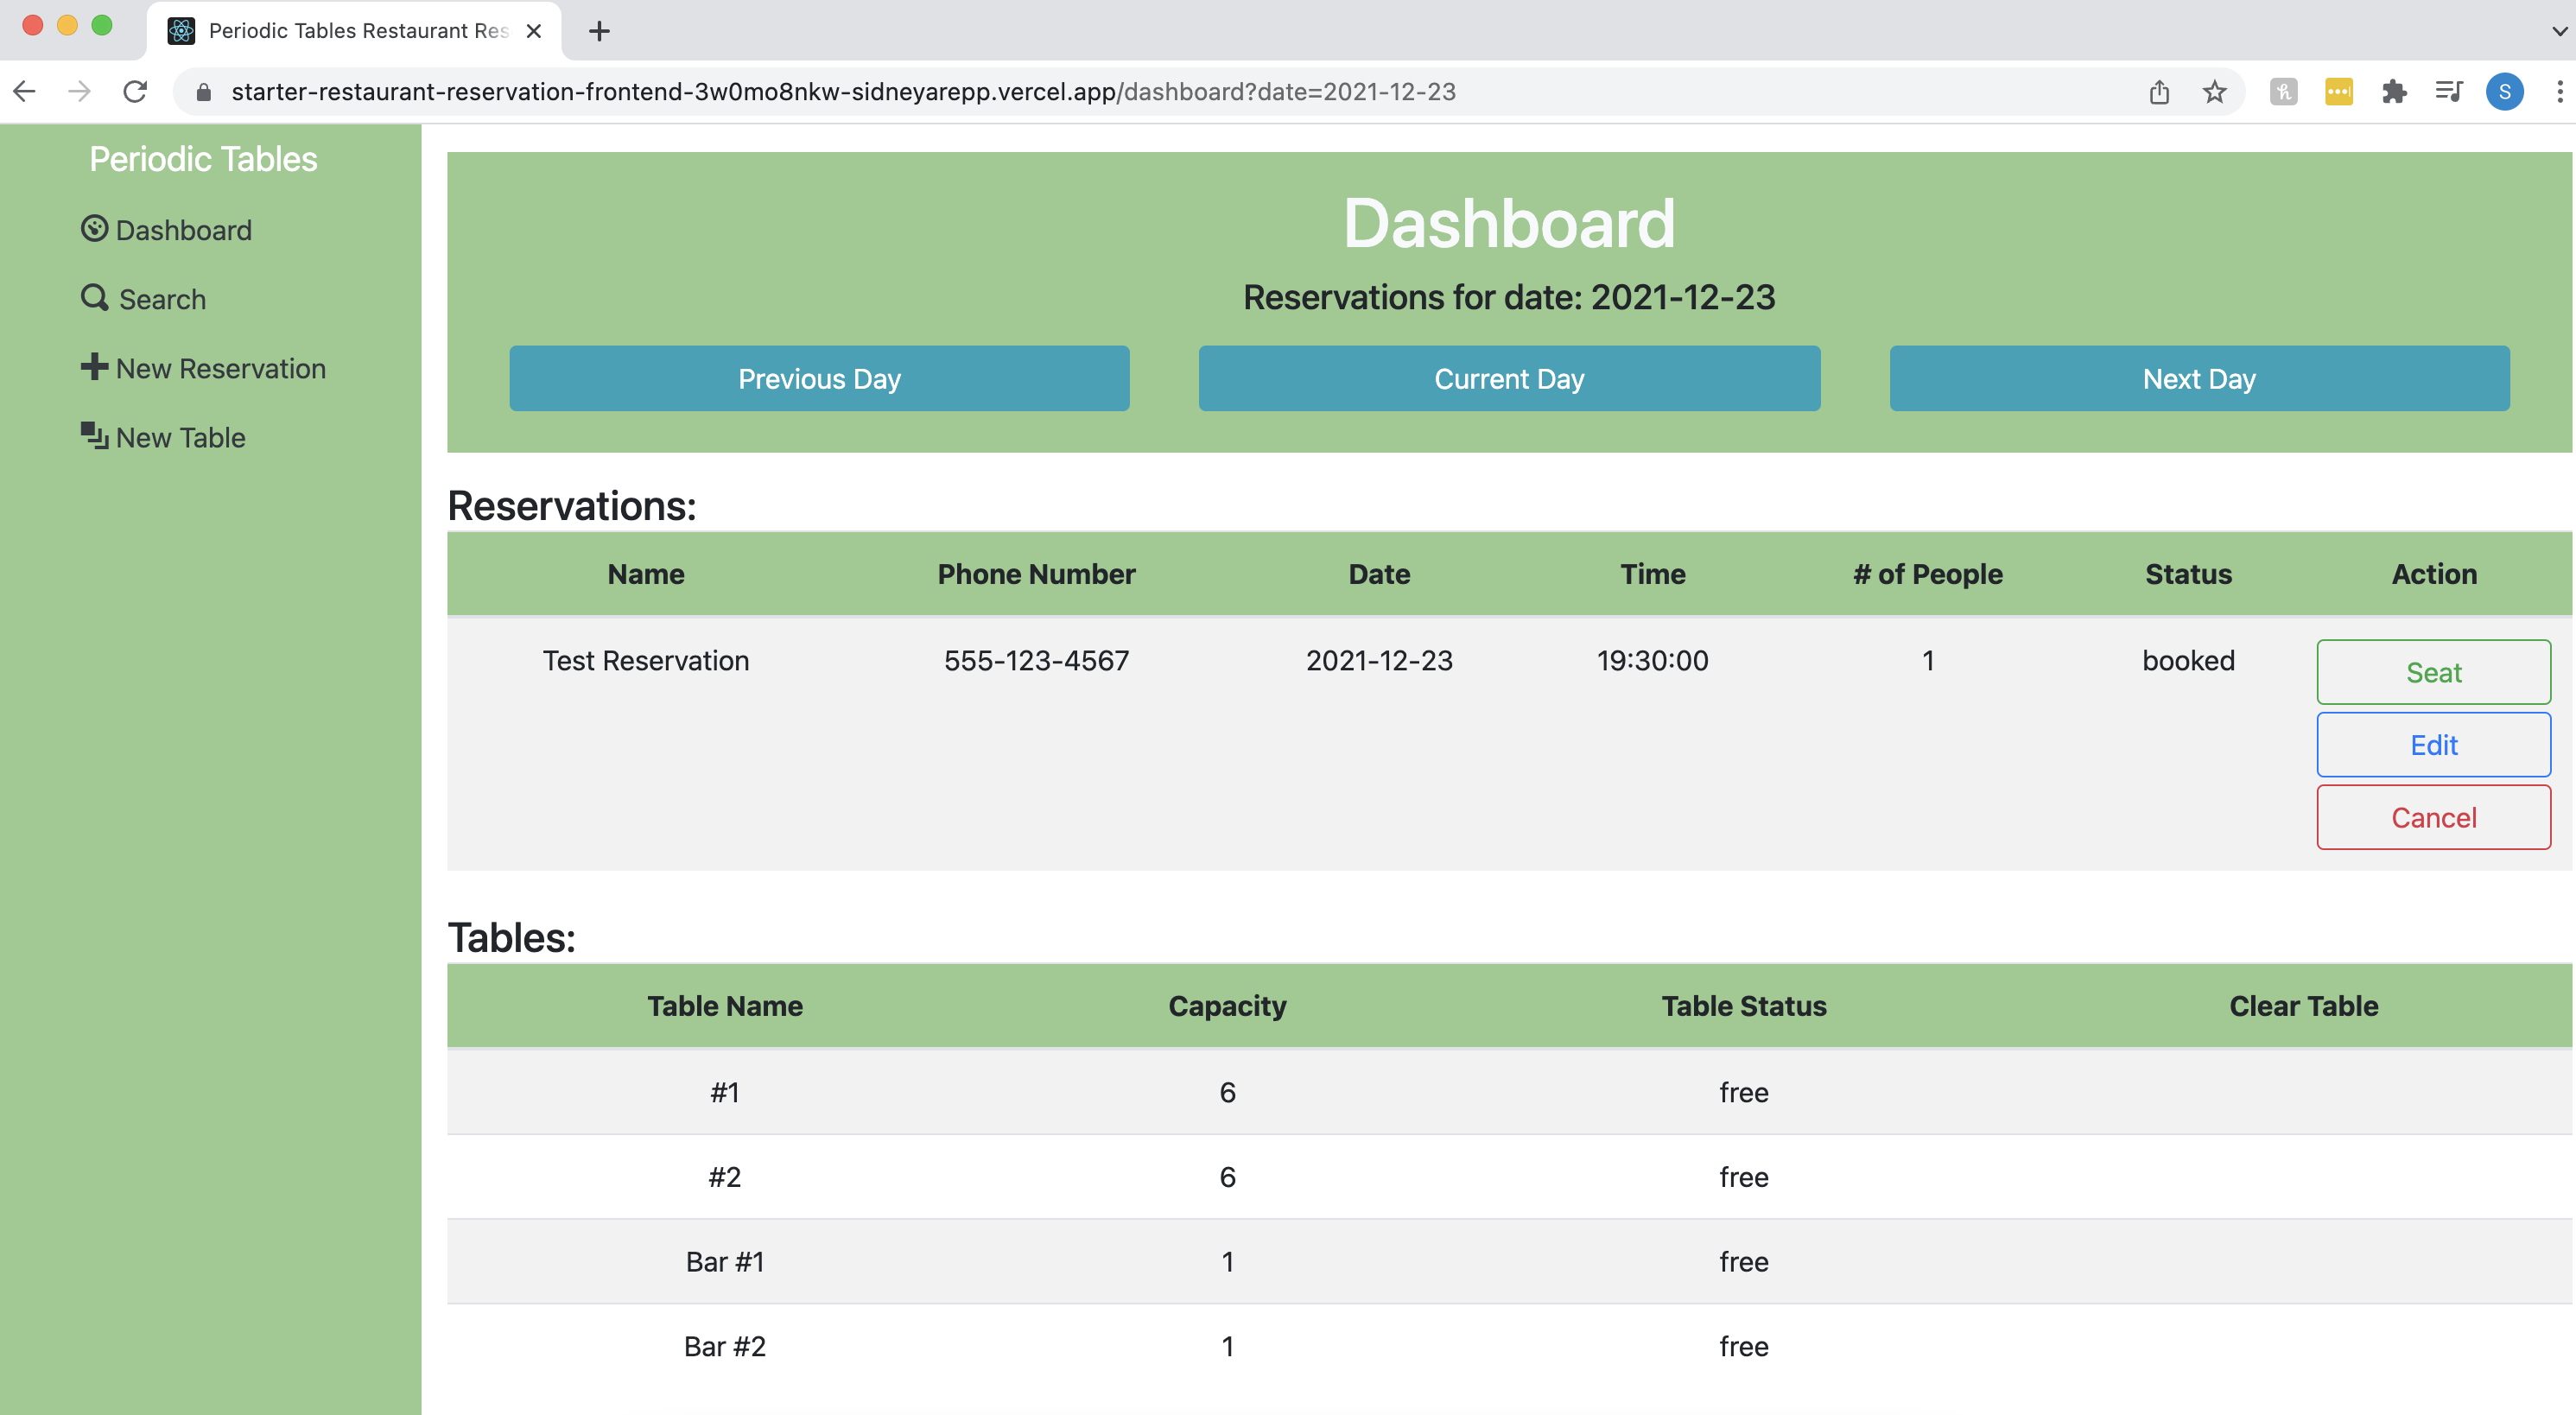 Periodic Tables Restaurant Res
starter-restaurant-reservation-frontend-3w0mo8nkw-sidneyarepp.vercel.app/dashboard?date=2021-12-23
S
Periodic Tables
Dashboard
Search
New Reservation
New Table
Dashboard
Reservations for date: 2021-12-23
Previous Day Current Day Next Day
Reservations:
Name Phone Number Date Time # of People Status Action
Test Reservation 555-123-4567 2021-12-23 19:30:00 1 booked Seat
Edit
Cancel
Tables:
Table Name Capacity Table Status Clear Table
#1 6 free
#2 6 free
Bar #1 1 free
Bar #2 1 free